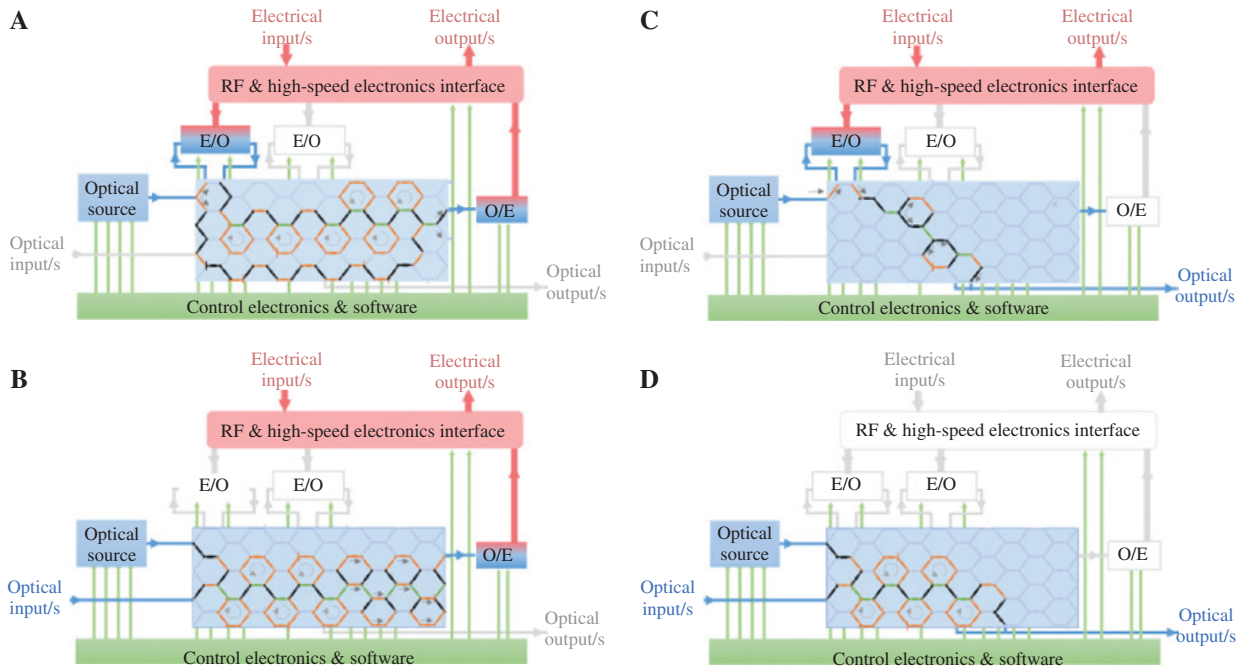 A
Electrical
input/s
Electrical
output/s
RF & high-speed electronics interface
E/O
E/O
Optical
source
O/E
Optical
input/s
Optical
output/s
Control electronics & software
C
Electrical
input/s
Electrical
output/s
RF & high-speed electronics interface
E/O
E/O
Optical
source
O/E
Optical
input/s
Optical
output/s
Control electronics & software
B
Electrical
input/s
Electrical
output/s
RF & high-speed electronics interface
E/O
E/O
Optical
source
O/E
Optical
input/s
Optical
output/s
Control electronics & software
D
Electrical
input/s
Electrical
output/s
RF & high-speed electronics interface
E/O
E/O
Optical
source
O/E
Optical
input/s
Optical
output/s
Control electronics & software